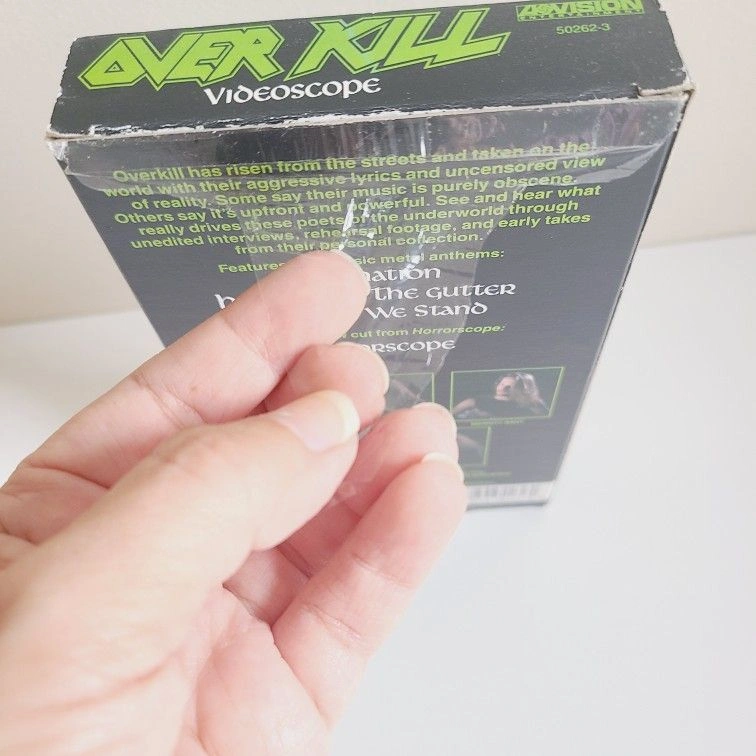 OVER KILL
VIDEOSCOPE
A*VISION
ENTERTAINMENT
50262-3
Overkill has risen from the streets and taken on the
world with their aggressive lyrics and uncensored view
of reality. Some say their music is purely obscene.
Others say it's upfront and powerful. See and hear what
really drives these poets of the underworld through
unedited interviews, rehearsal footage, and early takes
from their personal collection.
metal anthems:
The Gutter
We Stand
cut from Horrorscope: